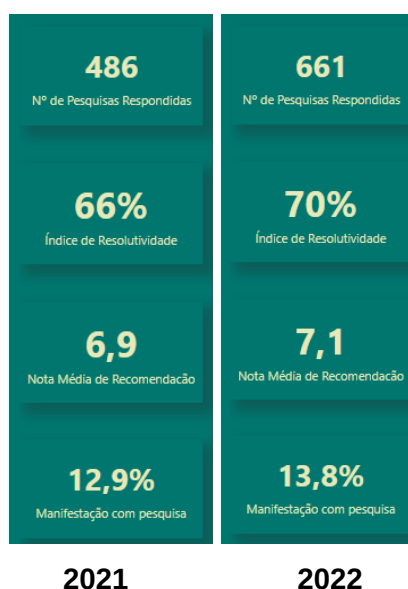 486
Nº de Pesquisas Respondidas
66%
Índice de Resolutividade
6,9
Nota Média de Recomendacão
12,9%
Manifestação com pesquisa
2021
661
Nº de Pesquisas Respondidas
70%
Índice de Resolutividade
7,1
Nota Média de Recomendacão
13,8%
Manifestação com pesquisa
2022